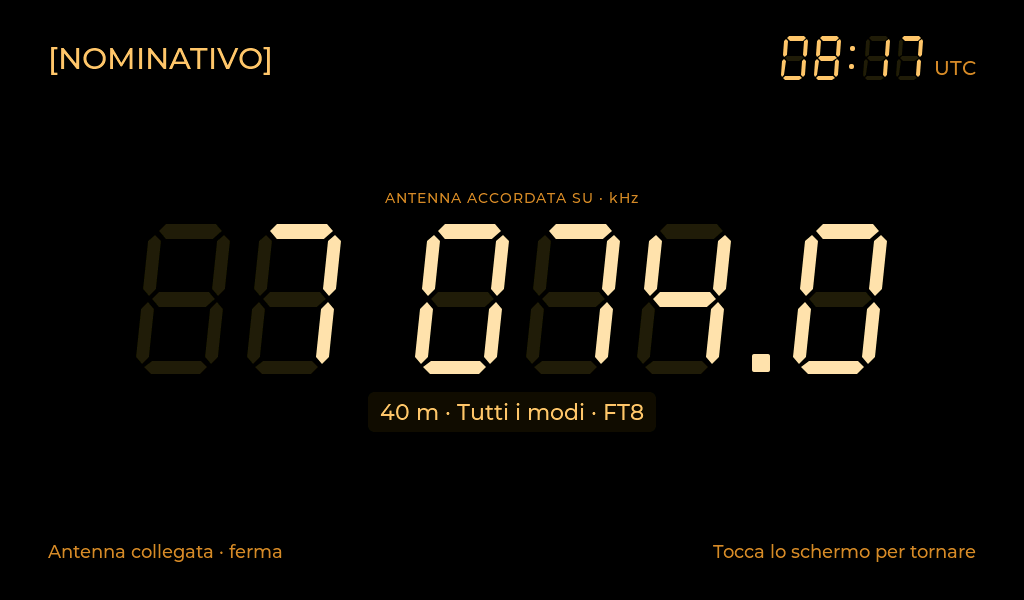 [NOMINATIVO]
08:17 UTC
ANTENNA ACCORDATA SU · kHz
7 074.0
40 m · Tutti i modi · FT8
Antenna collegata · ferma
Tocca lo schermo per tornare